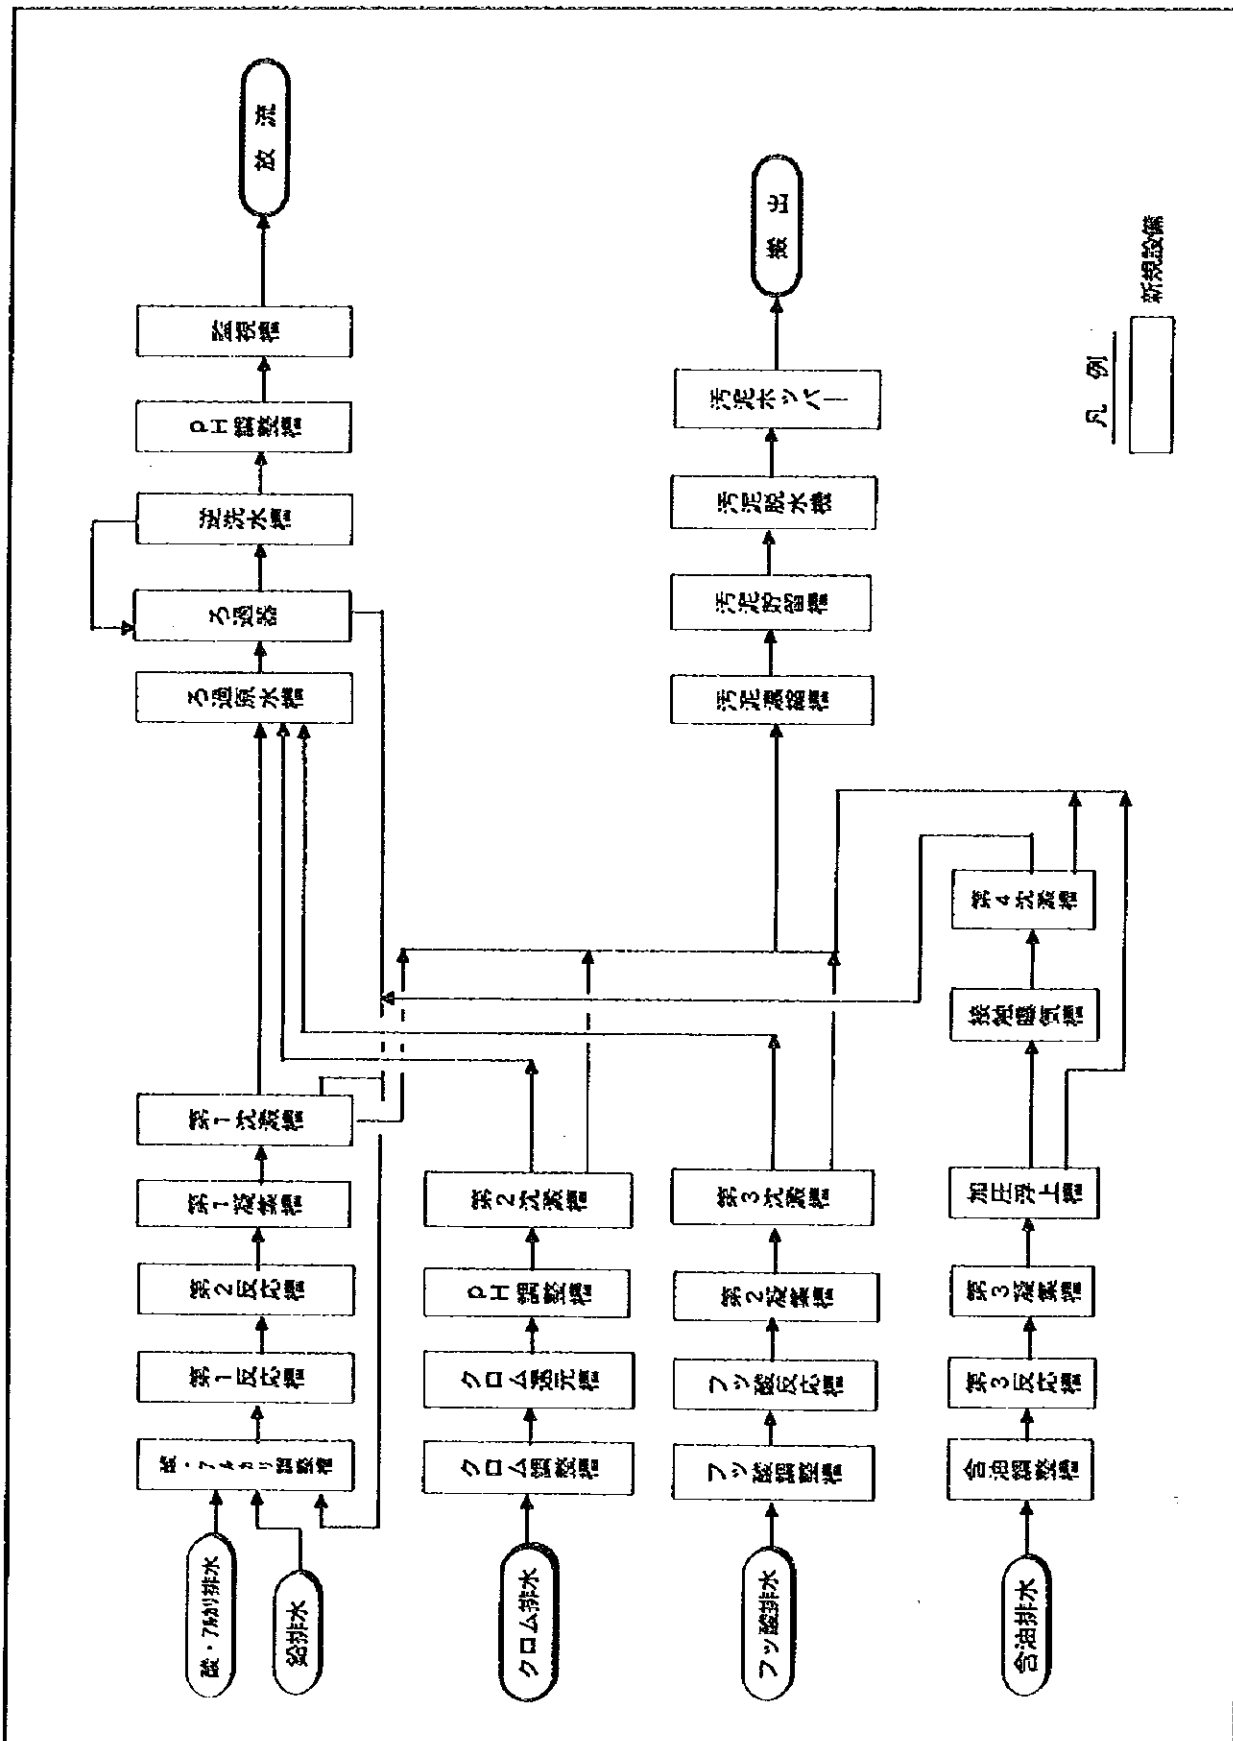 酸・アルカリ排水
鉛排水
酸・アルカリ調整槽
第1反応槽
第2反応槽
第1凝集槽
第1沈澱槽
ろ過原水槽
ろ過器
逆洗水槽
pH調整槽
監視槽
放流
クロム排水
クロム調整槽
クロム還元槽
pH調整槽
第2沈澱槽
フッ酸排水
フッ酸調整槽
フッ酸反応槽
第2凝集槽
第3沈澱槽
汚泥濃縮槽
汚泥貯留槽
汚泥脱水機
汚泥ホッパー
搬出
含油排水
含油調整槽
第3反応槽
第3凝集槽
加圧浮上槽
接触曝気槽
第4沈澱槽
凡例
新規設備